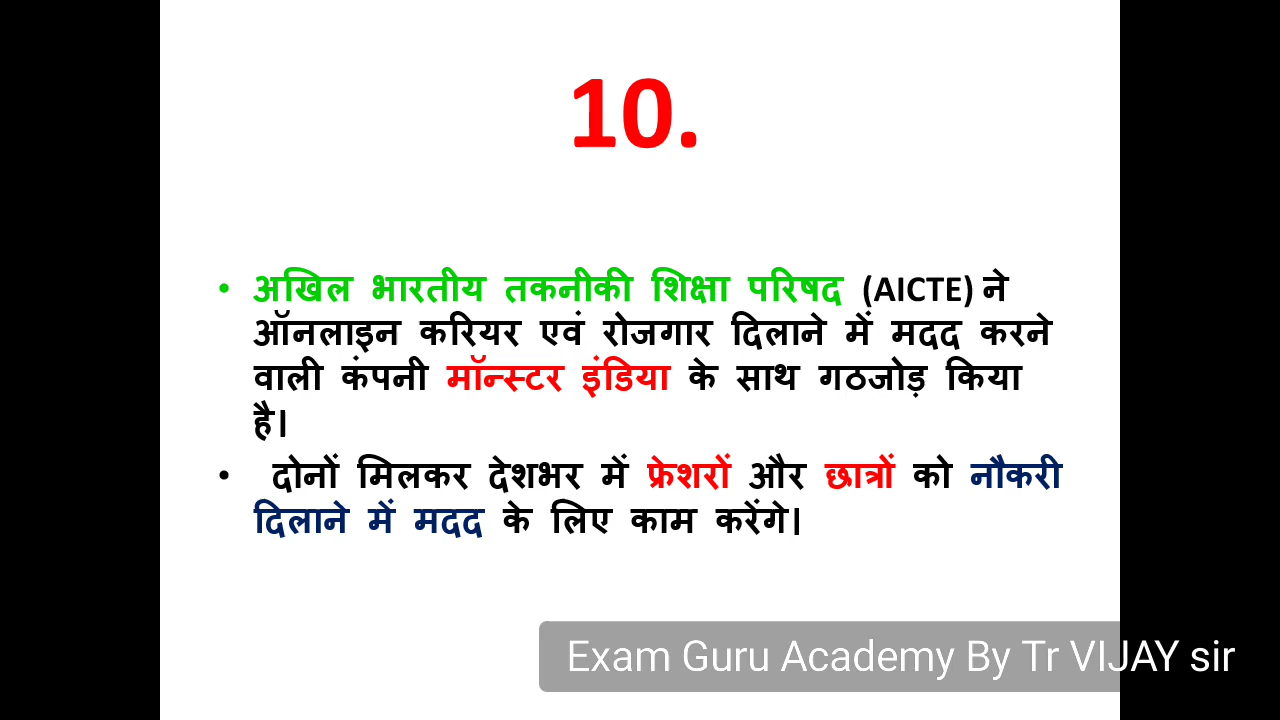 10.
• अखिल भारतीय तकनीकी शिक्षा परिषद (AICTE) ने
ऑनलाइन करियर एवं रोजगार दिलाने में मदद करने
वाली कंपनी मॉन्स्टर इंडिया के साथ गठजोड़ किया
है।
• दोनों मिलकर देशभर में फ्रेशरों और छात्रों को नौकरी
दिलाने में मदद के लिए काम करेंगे।
Exam Guru Academy By Tr VIJAY sir